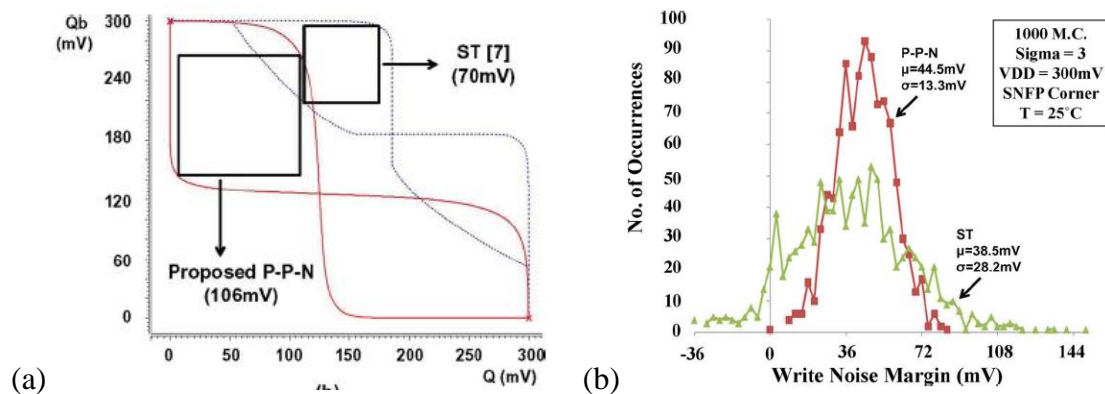 Qb
(mV)
300
240
180
120
60
0
ST [7]
(70mV)
Proposed P-P-N
(106mV)
0 50 100 150 200 250 300
Q (mV)
(a)
No. of Occurrences
100
90
80
70
60
50
40
30
20
10
0
P-P-N
μ=44.5mV
σ=13.3mV
1000 M.C.
Sigma = 3
VDD = 300mV
SNFP Corner
T = 25˚C
ST
μ=38.5mV
σ=28.2mV
-36 0 36 72 108 144
Write Noise Margin (mV)
(b)